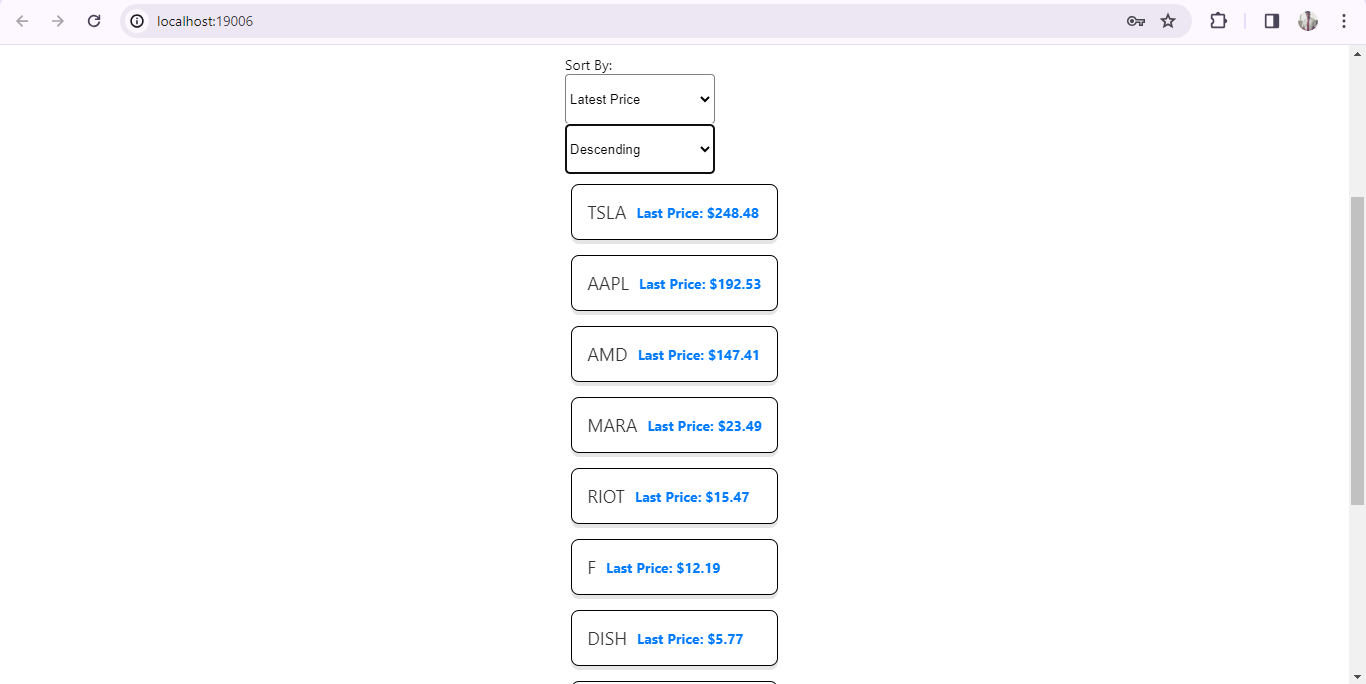 localhost:19006
Sort By:
Latest Price
Descending
TSLA Last Price: $248.48
AAPL Last Price: $192.53
AMD Last Price: $147.41
MARA Last Price: $23.49
RIOT Last Price: $15.47
F Last Price: $12.19
DISH Last Price: $5.77